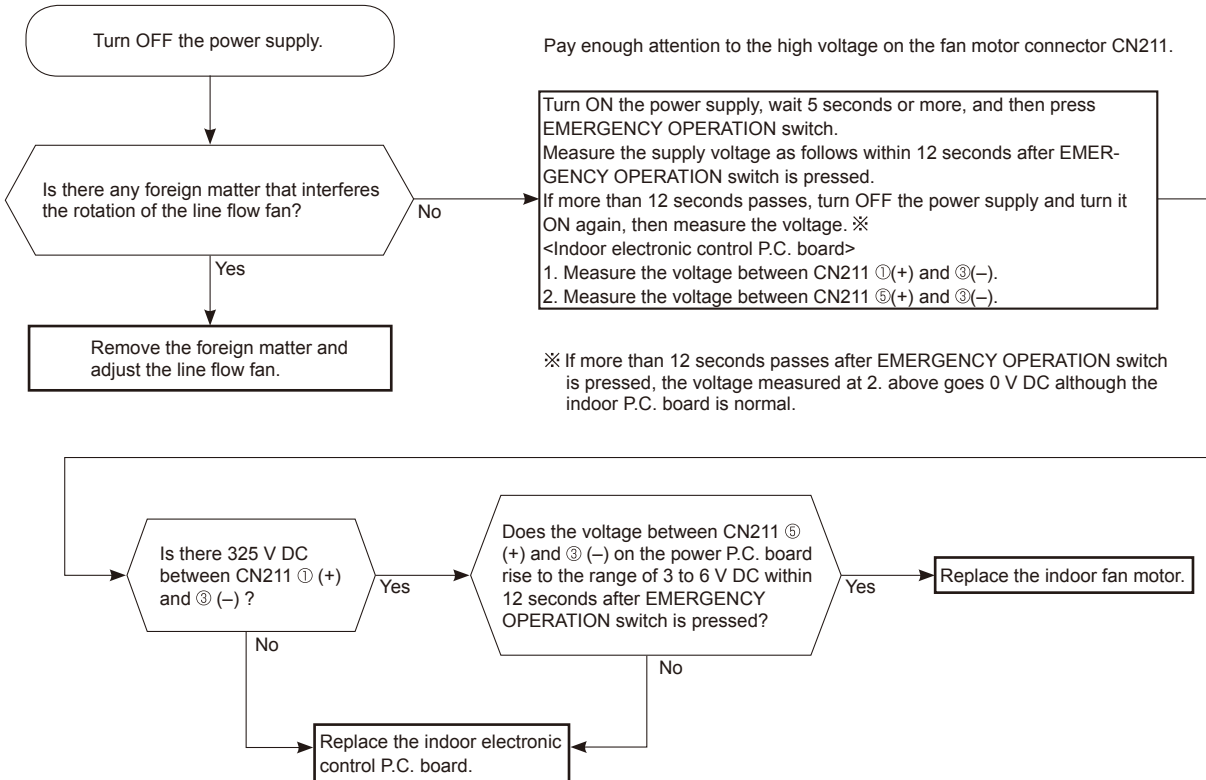 Turn OFF the power supply.
Pay enough attention to the high voltage on the fan motor connector CN211.
Is there any foreign matter that interferes
the rotation of the line flow fan?
No
Yes
Remove the foreign matter and
adjust the line flow fan.
Turn ON the power supply, wait 5 seconds or more, and then press
EMERGENCY OPERATION switch.
Measure the supply voltage as follows within 12 seconds after EMER-
GENCY OPERATION switch is pressed.
If more than 12 seconds passes, turn OFF the power supply and turn it
ON again, then measure the voltage. ※
<Indoor electronic control P.C. board>
1. Measure the voltage between CN211 ①(+) and ③(–).
2. Measure the voltage between CN211 ⑤(+) and ③(–).
※ If more than 12 seconds passes after EMERGENCY OPERATION switch
is pressed, the voltage measured at 2. above goes 0 V DC although the
indoor P.C. board is normal.
Is there 325 V DC
between CN211 ① (+)
and ③ (–) ?
Yes
No
Does the voltage between CN211 ⑤
(+) and ③ (–) on the power P.C. board
rise to the range of 3 to 6 V DC within
12 seconds after EMERGENCY
OPERATION switch is pressed?
Yes
No
Replace the indoor fan motor.
Replace the indoor electronic
control P.C. board.